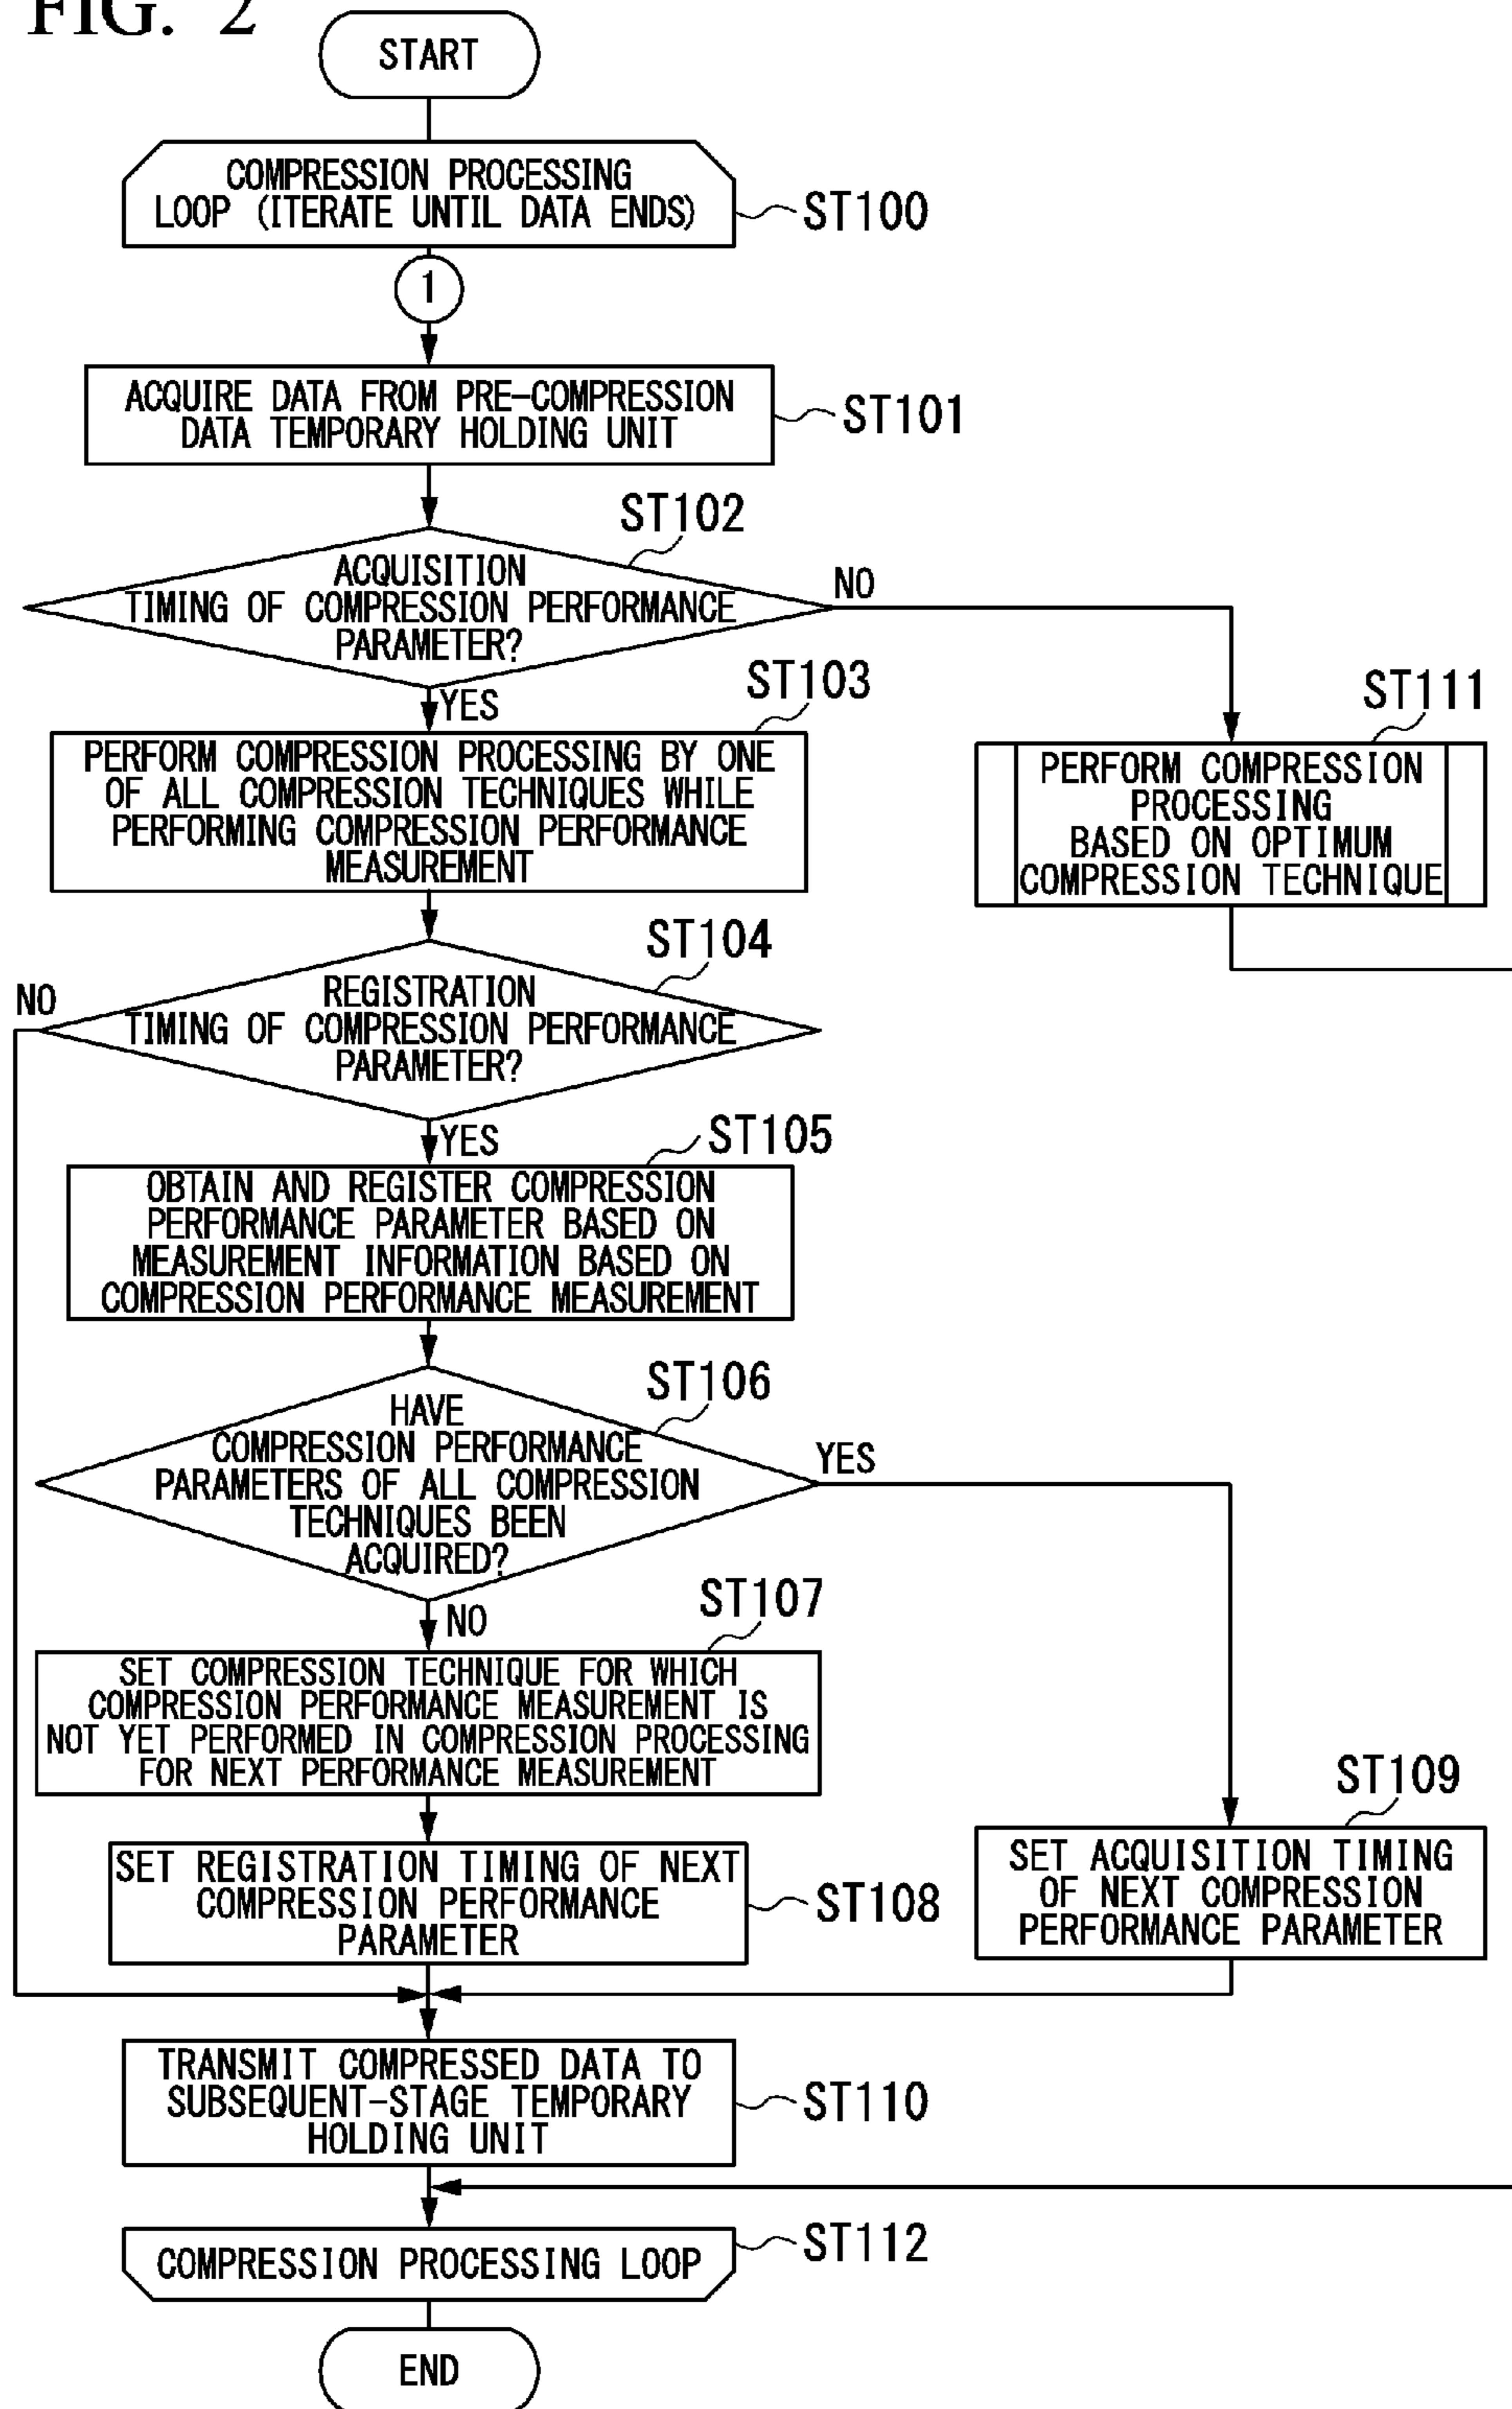 FIG. 2
START
COMPRESSION PROCESSING
LOOP (ITERATE UNTIL DATA ENDS)
ST100
1
ACQUIRE DATA FROM PRE-COMPRESSION
DATA TEMPORARY HOLDING UNIT
ST101
ST102
ACQUISITION
TIMING OF COMPRESSION PERFORMANCE
PARAMETER?
NO
YES
ST103
PERFORM COMPRESSION PROCESSING BY ONE
OF ALL COMPRESSION TECHNIQUES WHILE
PERFORMING COMPRESSION PERFORMANCE
MEASUREMENT
ST111
PERFORM COMPRESSION
PROCESSING
BASED ON OPTIMUM
COMPRESSION TECHNIQUE
ST104
NO
REGISTRATION
TIMING OF COMPRESSION PERFORMANCE
PARAMETER?
YES
ST105
OBTAIN AND REGISTER COMPRESSION
PERFORMANCE PARAMETER BASED ON
MEASUREMENT INFORMATION BASED ON
COMPRESSION PERFORMANCE MEASUREMENT
ST106
HAVE
COMPRESSION PERFORMANCE
PARAMETERS OF ALL COMPRESSION
TECHNIQUES BEEN
ACQUIRED?
YES
NO
ST107
SET COMPRESSION TECHNIQUE FOR WHICH
COMPRESSION PERFORMANCE MEASUREMENT IS
NOT YET PERFORMED IN COMPRESSION PROCESSING
FOR NEXT PERFORMANCE MEASUREMENT
ST109
SET ACQUISITION TIMING
OF NEXT COMPRESSION
PERFORMANCE PARAMETER
SET REGISTRATION TIMING OF NEXT
COMPRESSION PERFORMANCE
PARAMETER
ST108
TRANSMIT COMPRESSED DATA TO
SUBSEQUENT-STAGE TEMPORARY
HOLDING UNIT
ST110
COMPRESSION PROCESSING LOOP
ST112
END